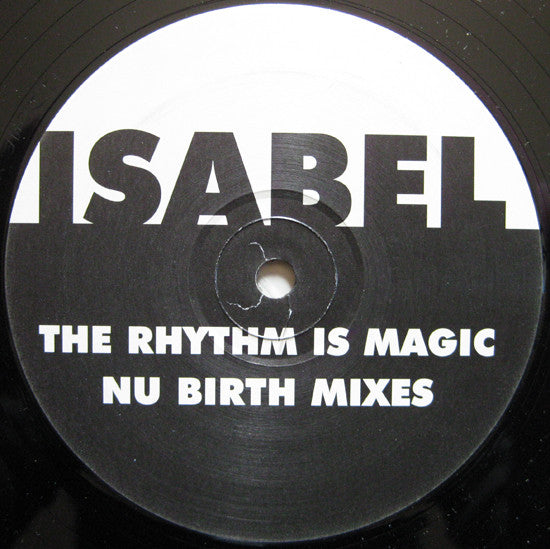 ISABEL
THE RHYTHM IS MAGIC
NU BIRTH MIXES